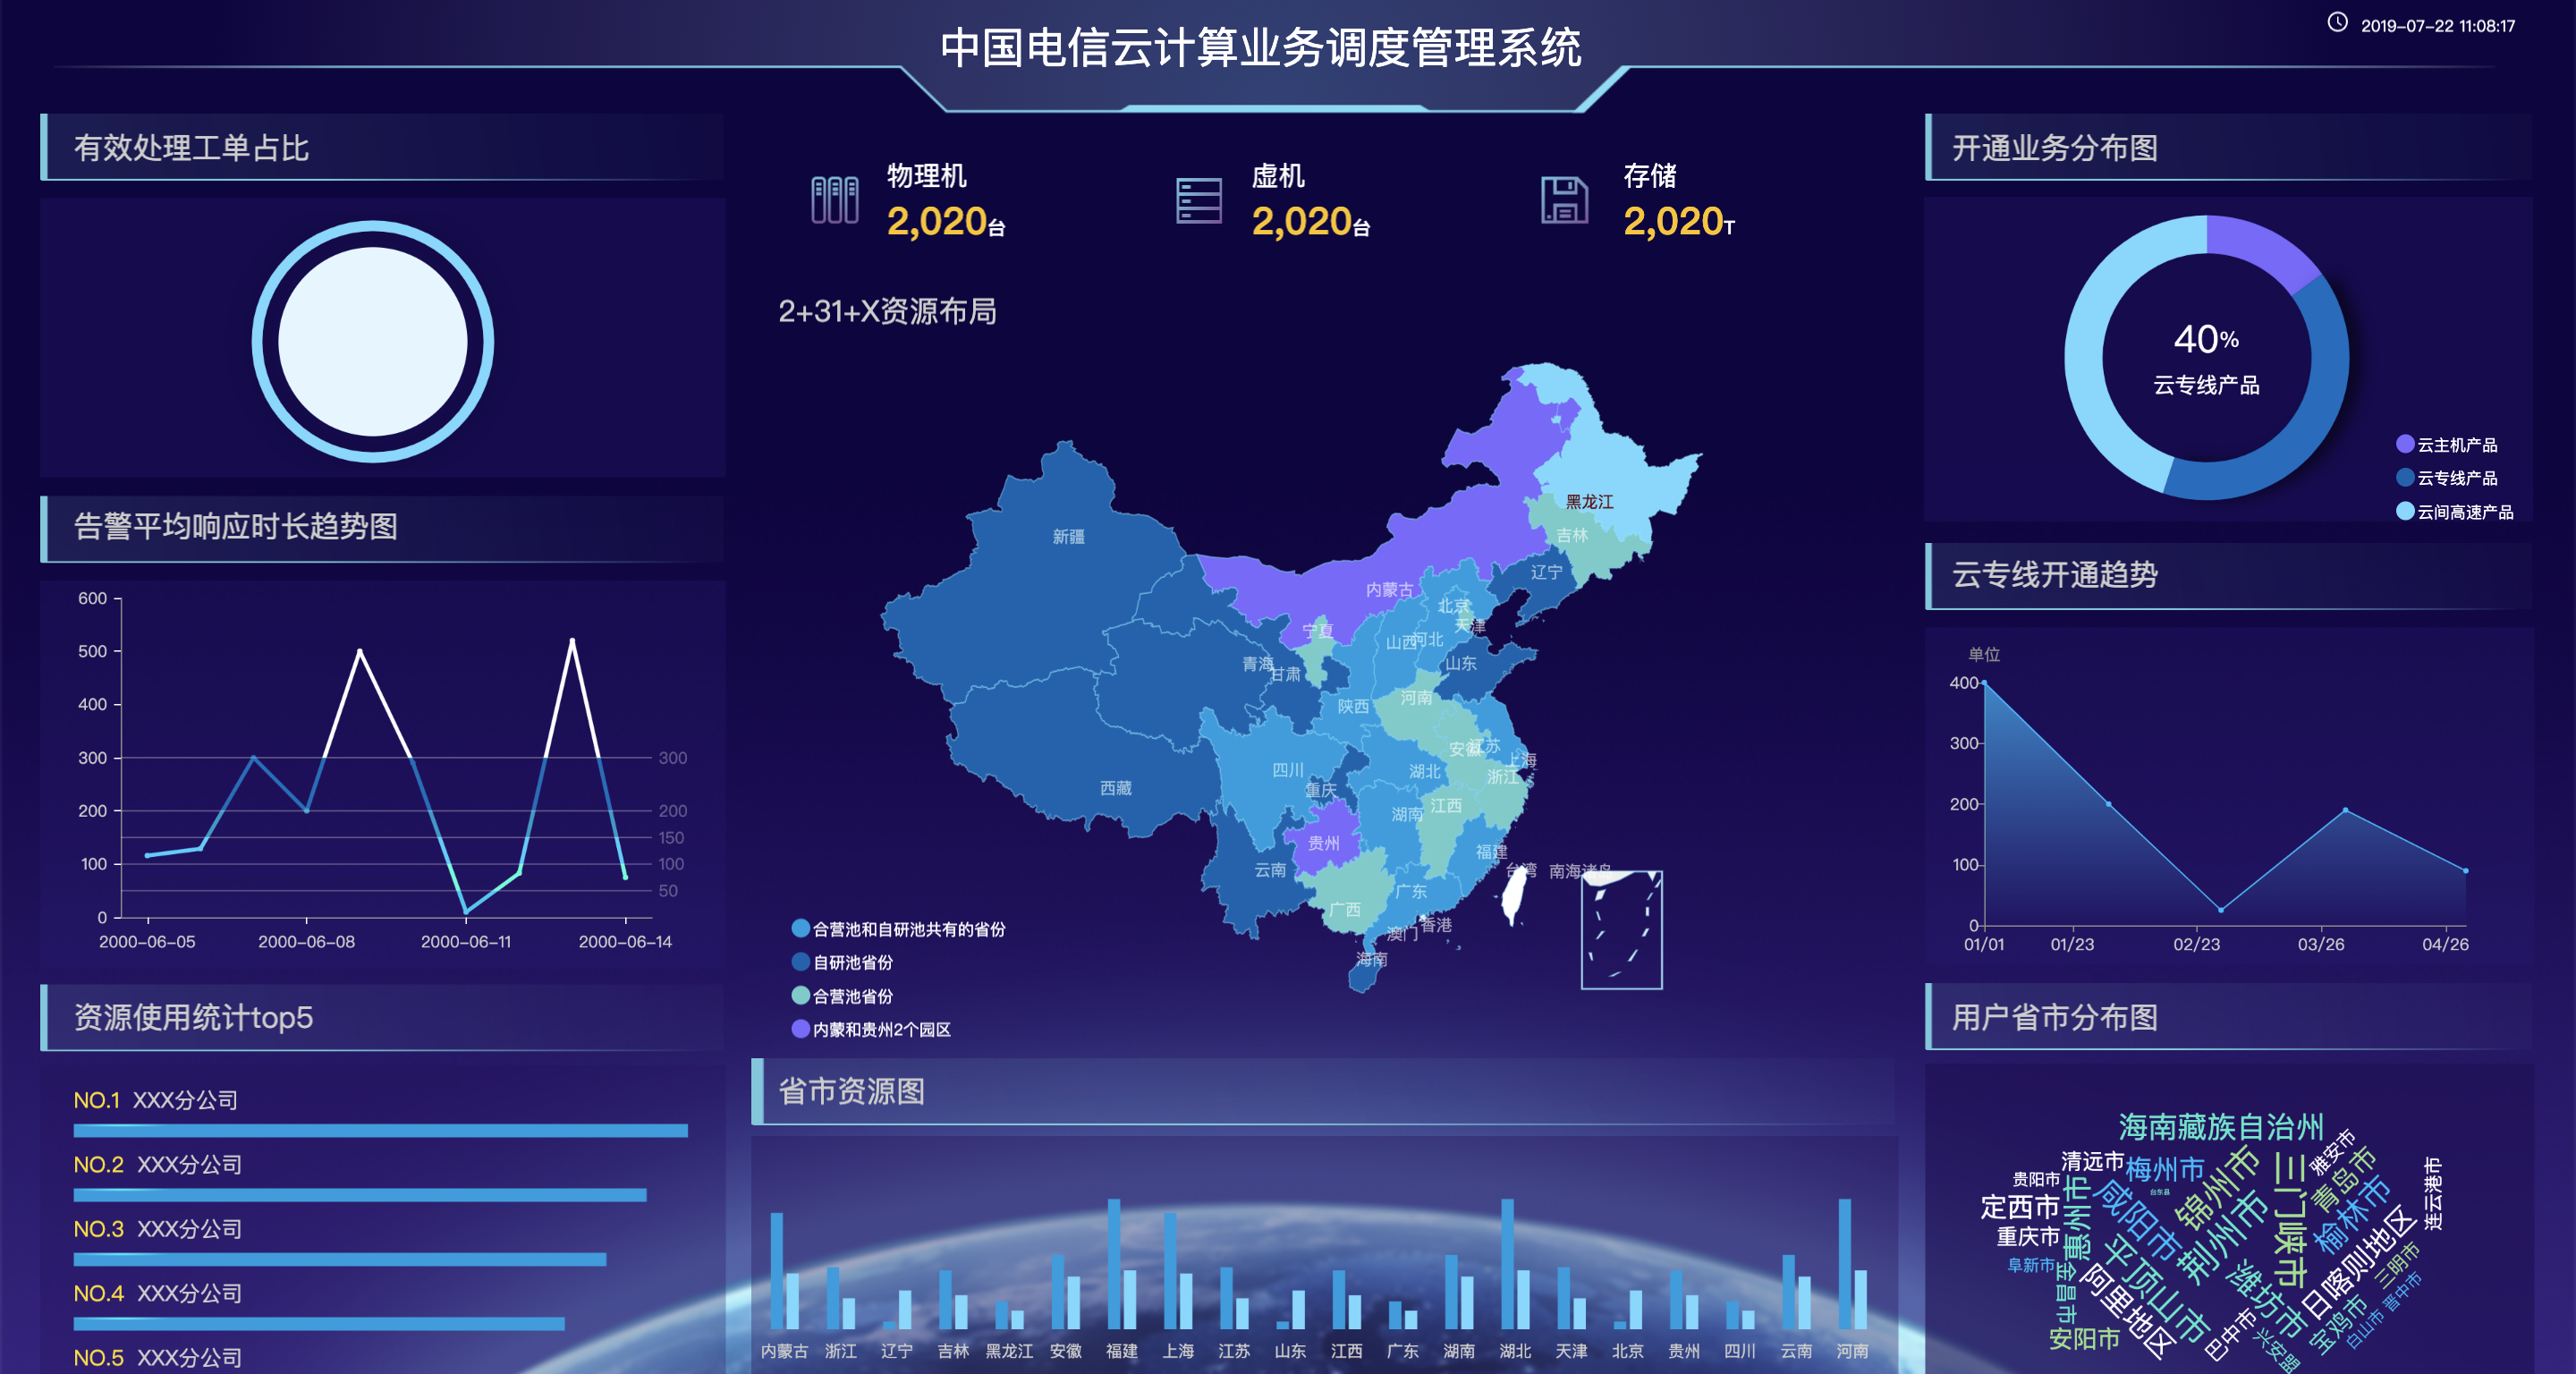 中国电信云计算业务调度管理系统
2019-07-22 11:08:17
有效处理工单占比
告警平均响应时长趋势图
600
500
400
300
200
100
0
300
200
150
100
50
2000-06-05 2000-06-08 2000-06-11 2000-06-14
资源使用统计top5
NO.1 XXX分公司
NO.2 XXX分公司
NO.3 XXX分公司
NO.4 XXX分公司
NO.5 XXX分公司
物理机
2,020台
虚机
2,020台
存储
2,020T
2+31+X资源布局
黑龙江
吉林
新疆
辽宁
内蒙古
北京
天津
宁夏
山西
河北
青海
甘肃
山东
河南
陕西
安徽
江苏
上海
四川
湖北
浙江
西藏
重庆
江西
湖南
贵州
福建
云南
台湾
南海诸岛
广东
广西
香港
澳门
海南
合营池和自研池共有的省份
自研池省份
合营池省份
内蒙和贵州2个园区
省市资源图
内蒙古 浙江 辽宁 吉林 黑龙江 安徽 福建 上海 江苏 山东 江西 广东 湖南 湖北 天津 北京 贵州 四川 云南 河南
开通业务分布图
40%
云专线产品
云主机产品
云专线产品
云间高速产品
云专线开通趋势
单位
400
300
200
100
0
01/01 01/23 02/23 03/26 04/26
用户省市分布图
海南藏族自治州
雅安市
清远市
梅州市
锦州市
三门峡市
青岛市
连云港市
贵阳市
台东县
定西市
惠州市
咸阳市
荆州市
榆林市
重庆市
日喀则地区
阜新市
金昌市
平顶山市
潍坊市
三明市
阿里地区
晋中市
安阳市
巴中市
兴安盟
宝鸡市
白山市